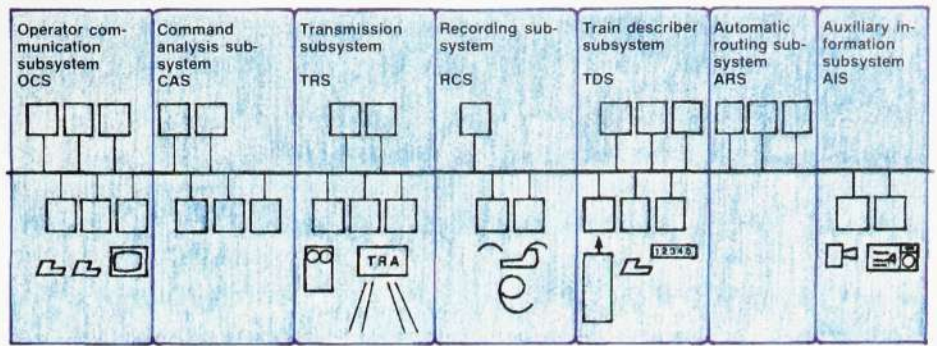 Operator com-
munication
subsystem
OCS
Command
analysis sub-
system
CAS
Transmission
subsystem
TRS
Recording sub-
system
RCS
Train describer
subsystem
TDS
Automatic
routing sub-
system
ARS
Auxiliary in-
formation
subsystem
AIS
TRA
12345